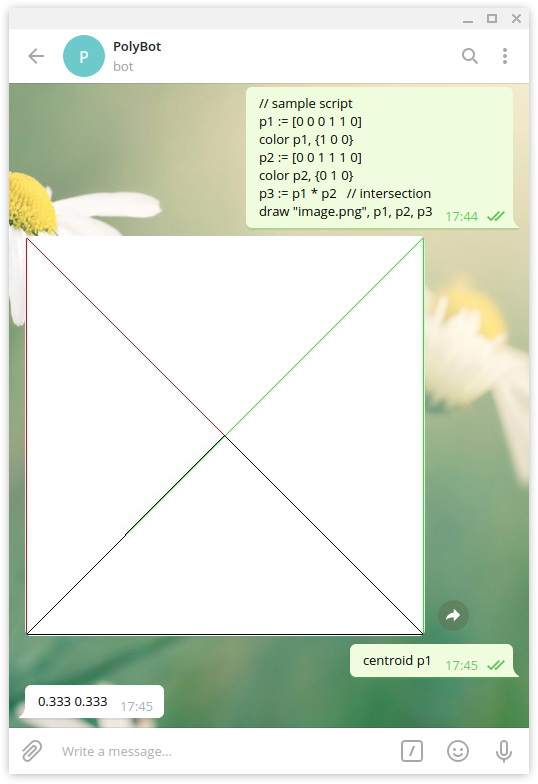 PolyBot
P
bot
// sample script
p1 := [0 0 0 1 1 0]
color p1, {1 0 0}
p2 := [0 0 1 1 1 0]
color p2, {0 1 0}
p3 := p1 * p2   // intersection
draw "image.png", p1, p2, p3 17:44
centroid p1 17:45
0.333 0.333 17:45
Write a message...
/